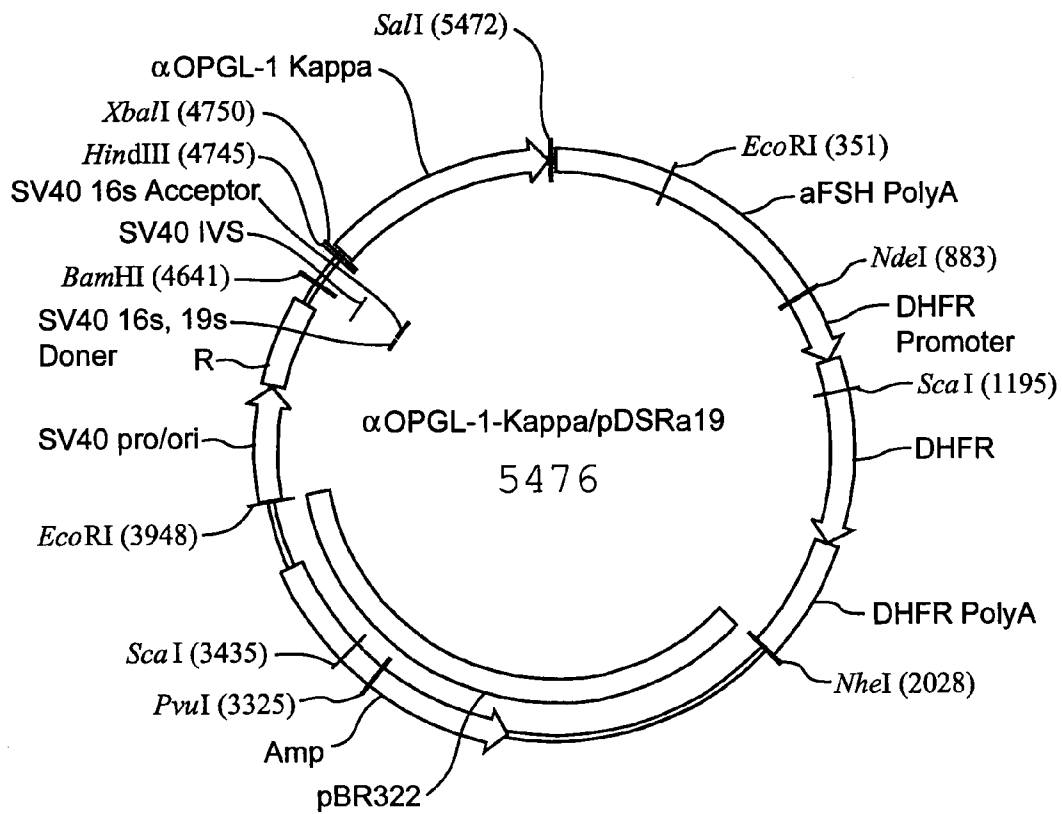 SalI (5472)
αOPGL-1 Kappa
XbalI (4750)
HindIII (4745)
SV40 16s Acceptor
SV40 IVS
BamHI (4641)
SV40 16s, 19s
Doner
R
SV40 pro/ori
EcoRI (3948)
ScaI (3435)
PvuI (3325)
Amp
pBR322
EcoRI (351)
aFSH PolyA
NdeI (883)
DHFR
Promoter
ScaI (1195)
DHFR
DHFR PolyA
NheI (2028)
αOPGL-1-Kappa/pDSRa19
5476